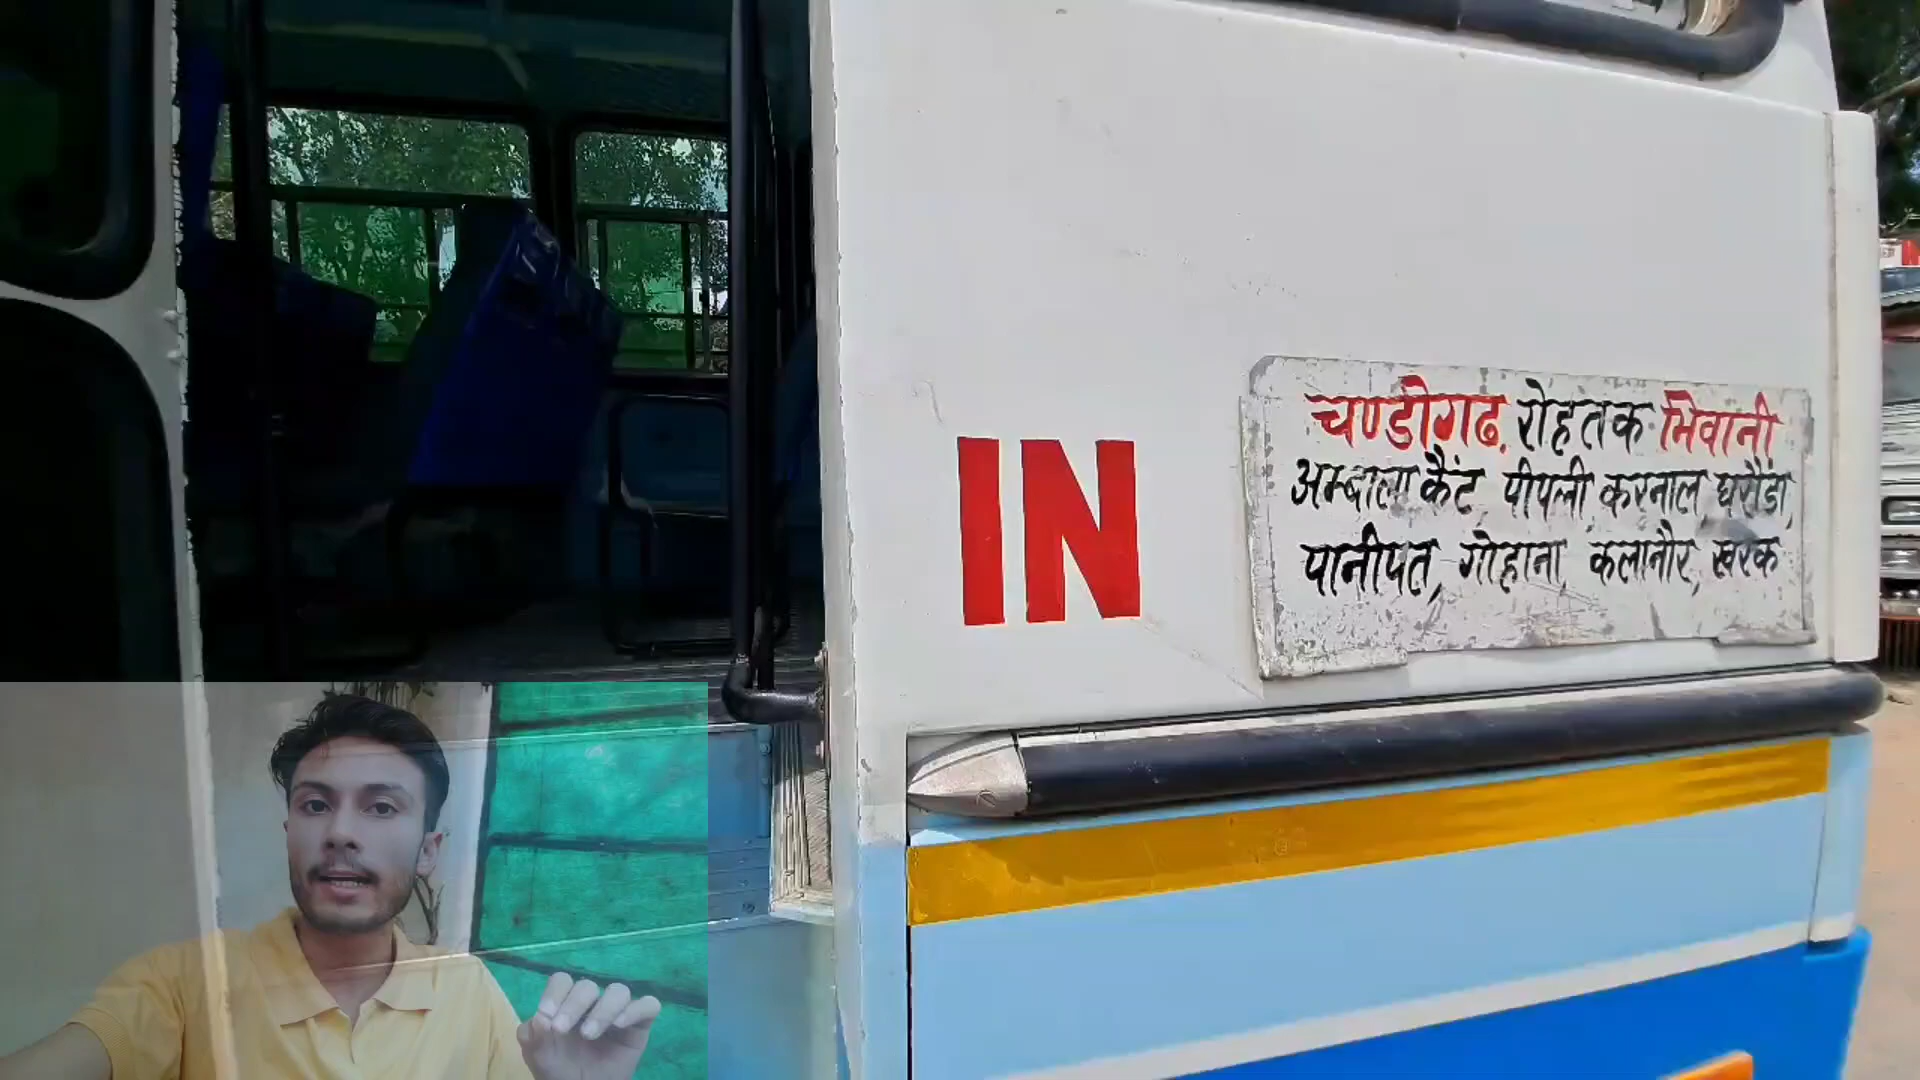 IN
चण्डीगढ, रोहतक भिवानी
अम्बाला कैंट, पीपली, करनाल, घरौंडा,
पानीपत, गोहाना, कलानौर, खरक